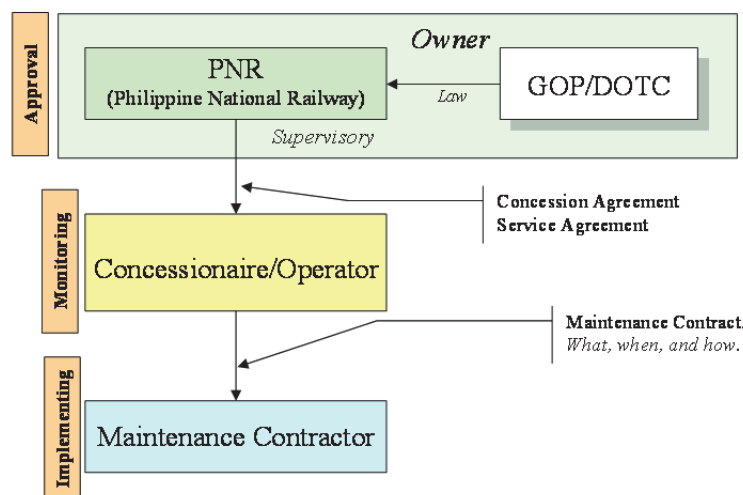 Approval
Owner
PNR
(Philippine National Railway)
GOP/DOTC
Law
Supervisory
Concession Agreement
Service Agreement
Monitoring
Concessionaire/Operator
Maintenance Contract.
What, when, and how.
Implementing
Maintenance Contractor